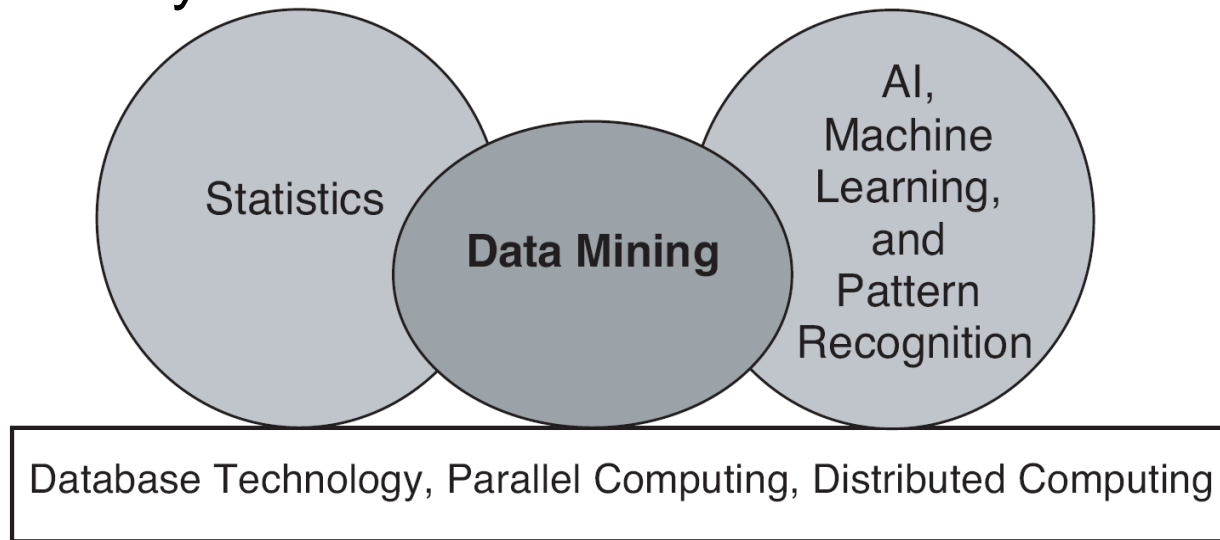 Statistics
Data Mining
AI,
Machine
Learning,
and
Pattern
Recognition
Database Technology, Parallel Computing, Distributed Computing